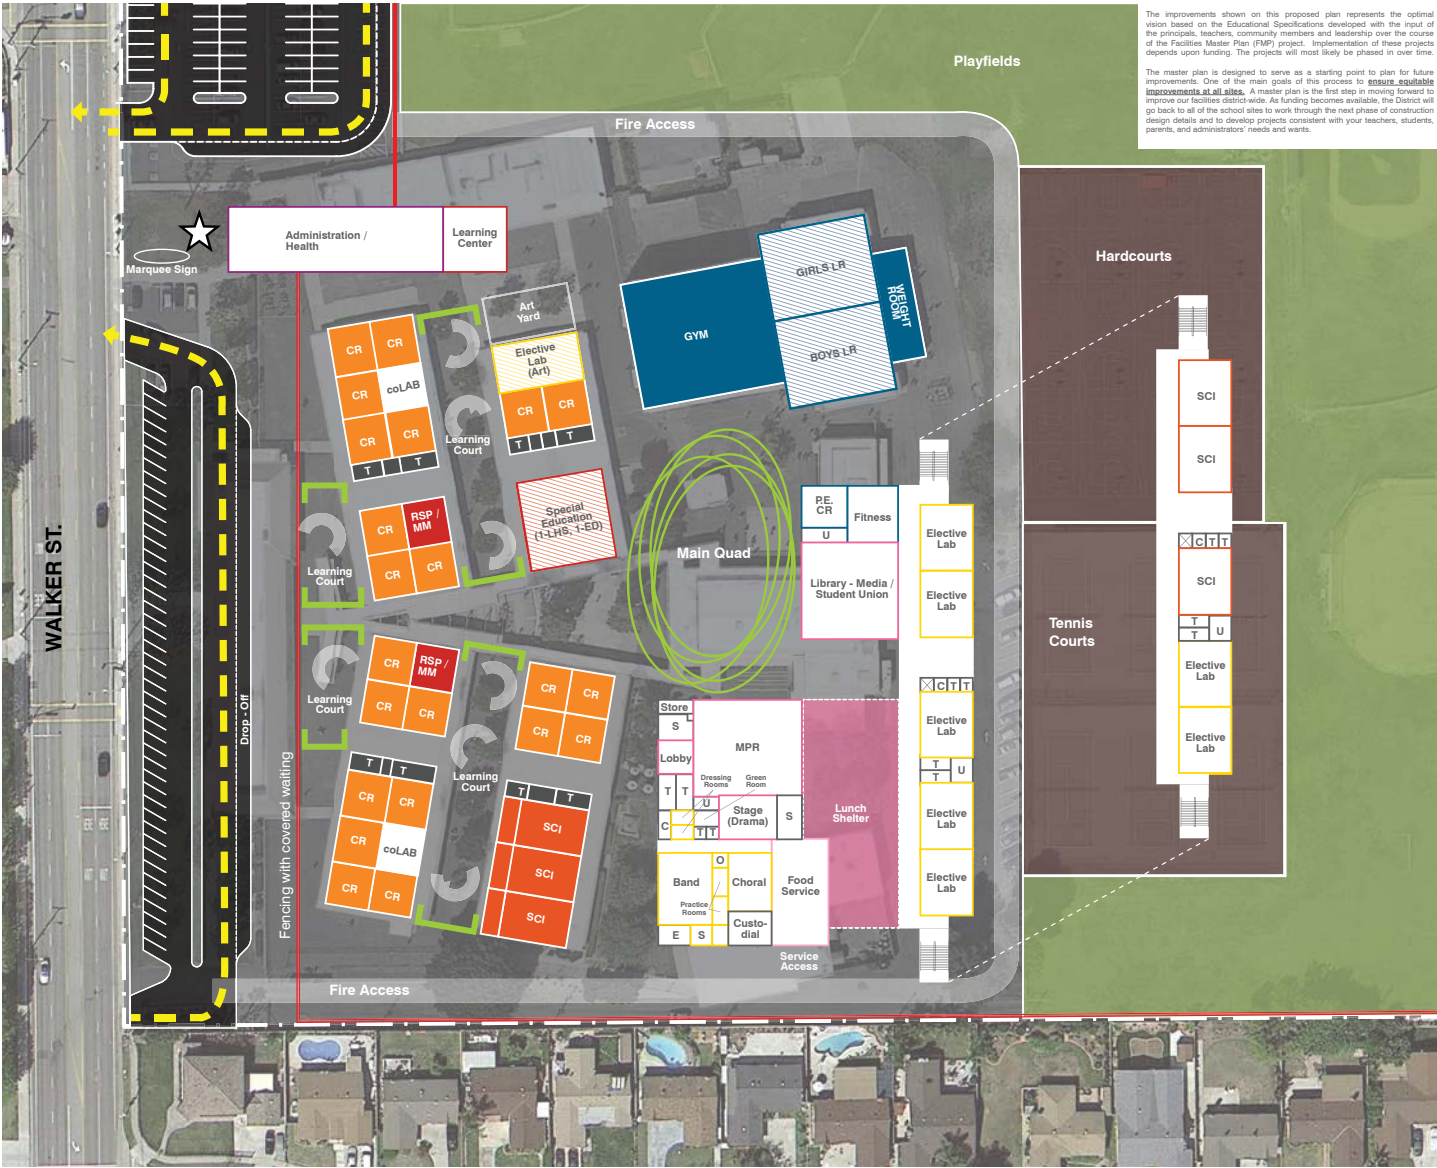 The improvements shown on this proposed plan represents the optimal
vision based on the Educational Specifications developed with the input of
the principals, teachers, community members and leadership over the course
of the Facilities Master Plan (FMP) project. Implementation of these projects
depends upon funding. The projects will most likely be phased in over time.
The master plan is designed to serve as a starting point to plan for future
improvements. One of the main goals of this process to ensure equitable
improvements at all sites. A master plan is the first step in moving forward to
improve our facilities district-wide. As funding becomes available, the District will
go back to all of the school sites to work through the next phase of construction
design details and to develop projects consistent with your teachers, students,
parents, and administrators' needs and wants.
Playfields
Fire Access
Administration /
Health
Learning
Center
Marquee Sign
Hardcourts
GIRLS LR
WEIGHT
ROOM
GYM
BOYS LR
Art
Yard
Elective
Lab
(Art)
CR
CR
CR
coLAB
CR
CR
T
T
CR
CR
T
T
Learning
Court
SCI
SCI
C
T
T
SCI
T
T
U
Elective
Lab
Elective
Lab
P.E.
CR
Fitness
U
Library - Media /
Student Union
Elective
Lab
Elective
Lab
Special
Education
(1-LHS, 1-ED)
CR
RSP /
MM
CR
CR
Learning
Court
Main Quad
WALKER ST.
Tennis
Courts
CR
RSP /
MM
CR
CR
Learning
Court
CR
CR
CR
CR
C
T
T
Elective
Lab
T
T
U
Elective
Lab
Elective
Lab
Drop - Off
Fencing with covered waiting
Store
S
Lobby
MPR
Dressing
Rooms
Green
Room
T
T
U
C
T
T
Stage
(Drama)
S
Lunch
Shelter
Learning
Court
T
T
CR
CR
CR
coLAB
CR
CR
T
T
SCI
SCI
SCI
O
Band
Choral
Practice
Rooms
Food
Service
E
S
Custo-
dial
Service
Access
Fire Access